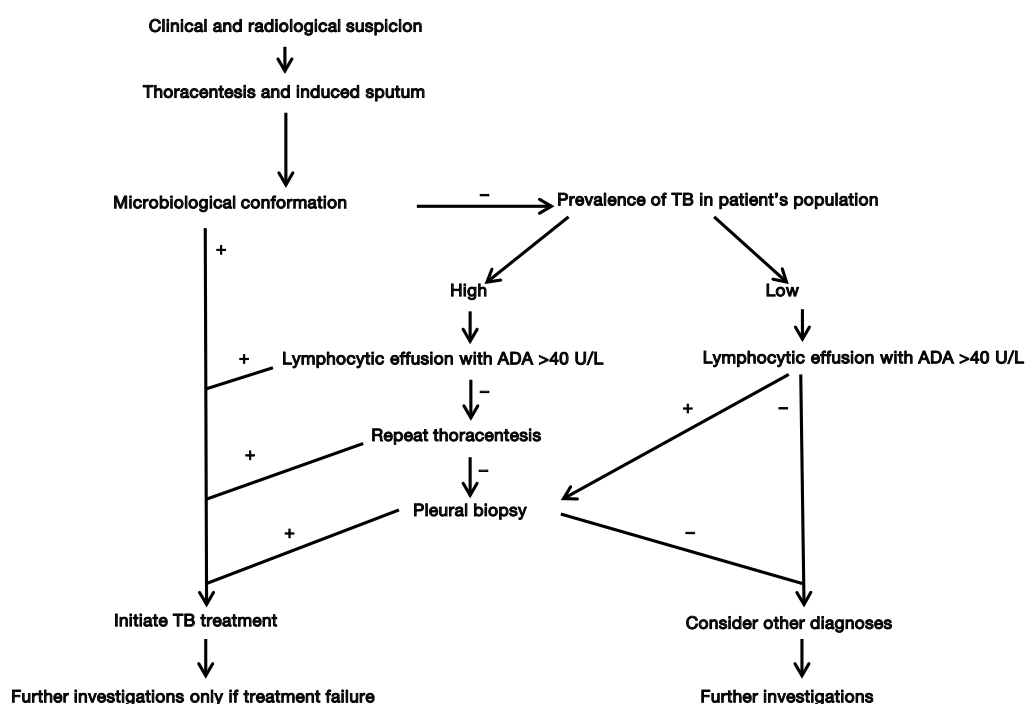 Clinical and radiological suspicion
Thoracentesis and induced sputum
Microbiological conformation
–
Prevalence of TB in patient's population
+
High
Low
+
Lymphocytic effusion with ADA >40 U/L
Lymphocytic effusion with ADA >40 U/L
–
+
–
Repeat thoracentesis
+
–
Pleural biopsy
+
–
Initiate TB treatment
Consider other diagnoses
Further investigations only if treatment failure
Further investigations